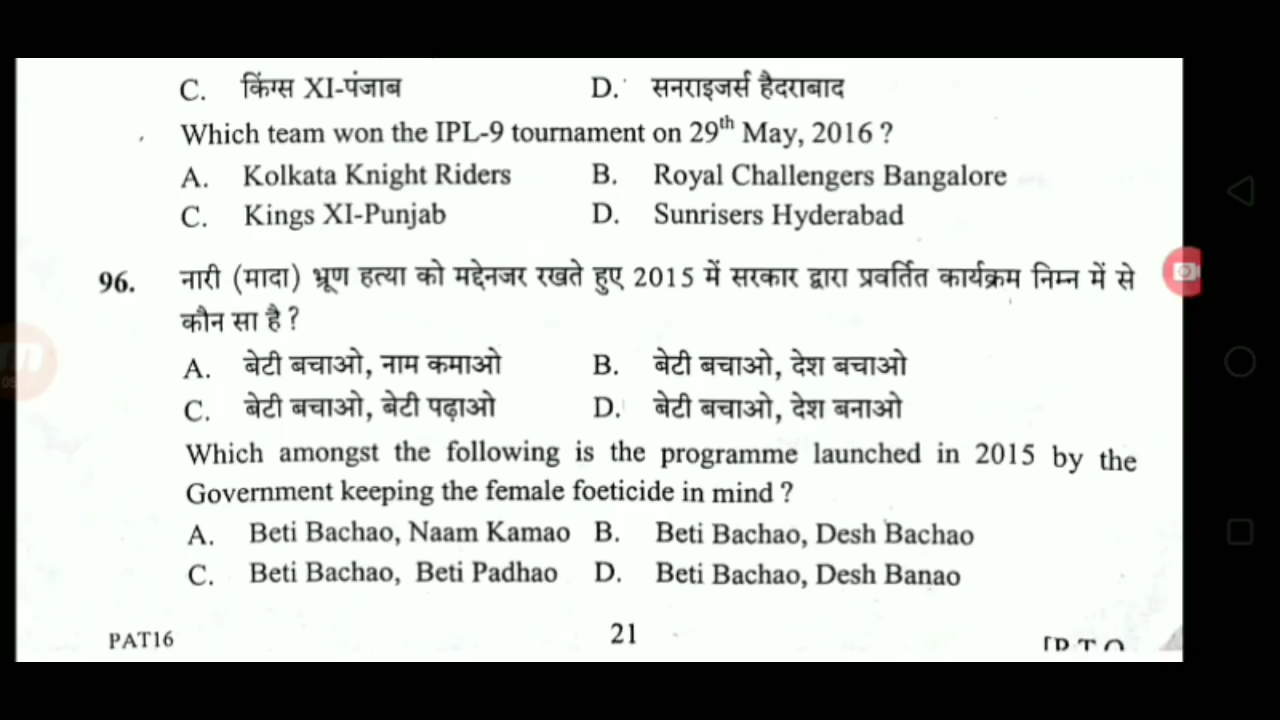 C. किंग्स XI-पंजाब D. सनराइजर्स हैदराबाद
Which team won the IPL-9 tournament on 29th May, 2016 ?
A. Kolkata Knight Riders B. Royal Challengers Bangalore
C. Kings XI-Punjab D. Sunrisers Hyderabad
96. नारी (मादा) भ्रूण हत्या को मद्देनजर रखते हुए 2015 में सरकार द्वारा प्रवर्तित कार्यक्रम निम्न में से
कौन सा है ?
A. बेटी बचाओ, नाम कमाओ B. बेटी बचाओ, देश बचाओ
C. बेटी बचाओ, बेटी पढ़ाओ D. बेटी बचाओ, देश बनाओ
Which amongst the following is the programme launched in 2015 by the
Government keeping the female foeticide in mind ?
A. Beti Bachao, Naam Kamao B. Beti Bachao, Desh Bachao
C. Beti Bachao, Beti Padhao D. Beti Bachao, Desh Banao
PAT16 21